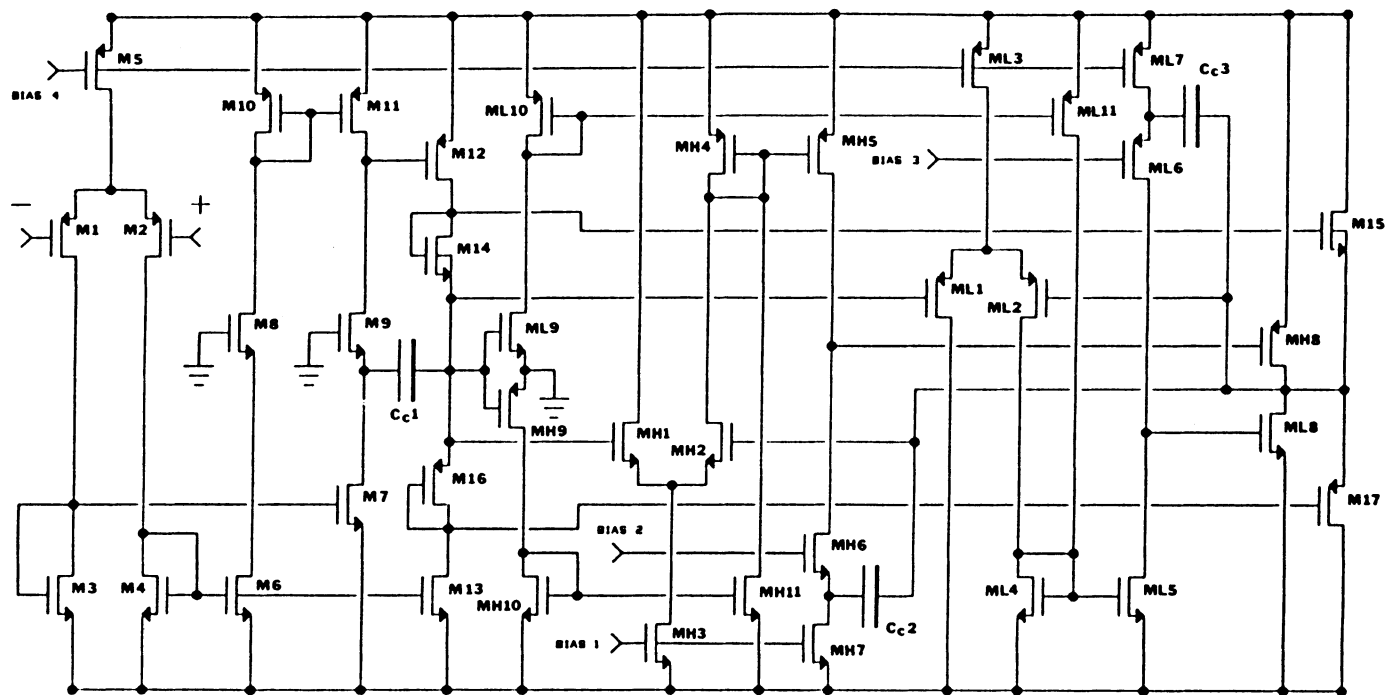 M5
ML3
ML7
Cc3
BIAS 4
M10
M11
ML10
ML11
M12
MH4
MH5
BIAS 3
ML6
−
+
M1
M2
M14
M15
ML1
ML2
M8
M9
ML9
MH8
Cc1
MH9
MH1
MH2
ML8
M16
M7
M17
BIAS 2
MH6
M3
M4
M6
M13
MH10
MH11
ML4
ML5
Cc2
BIAS 1
MH3
MH7